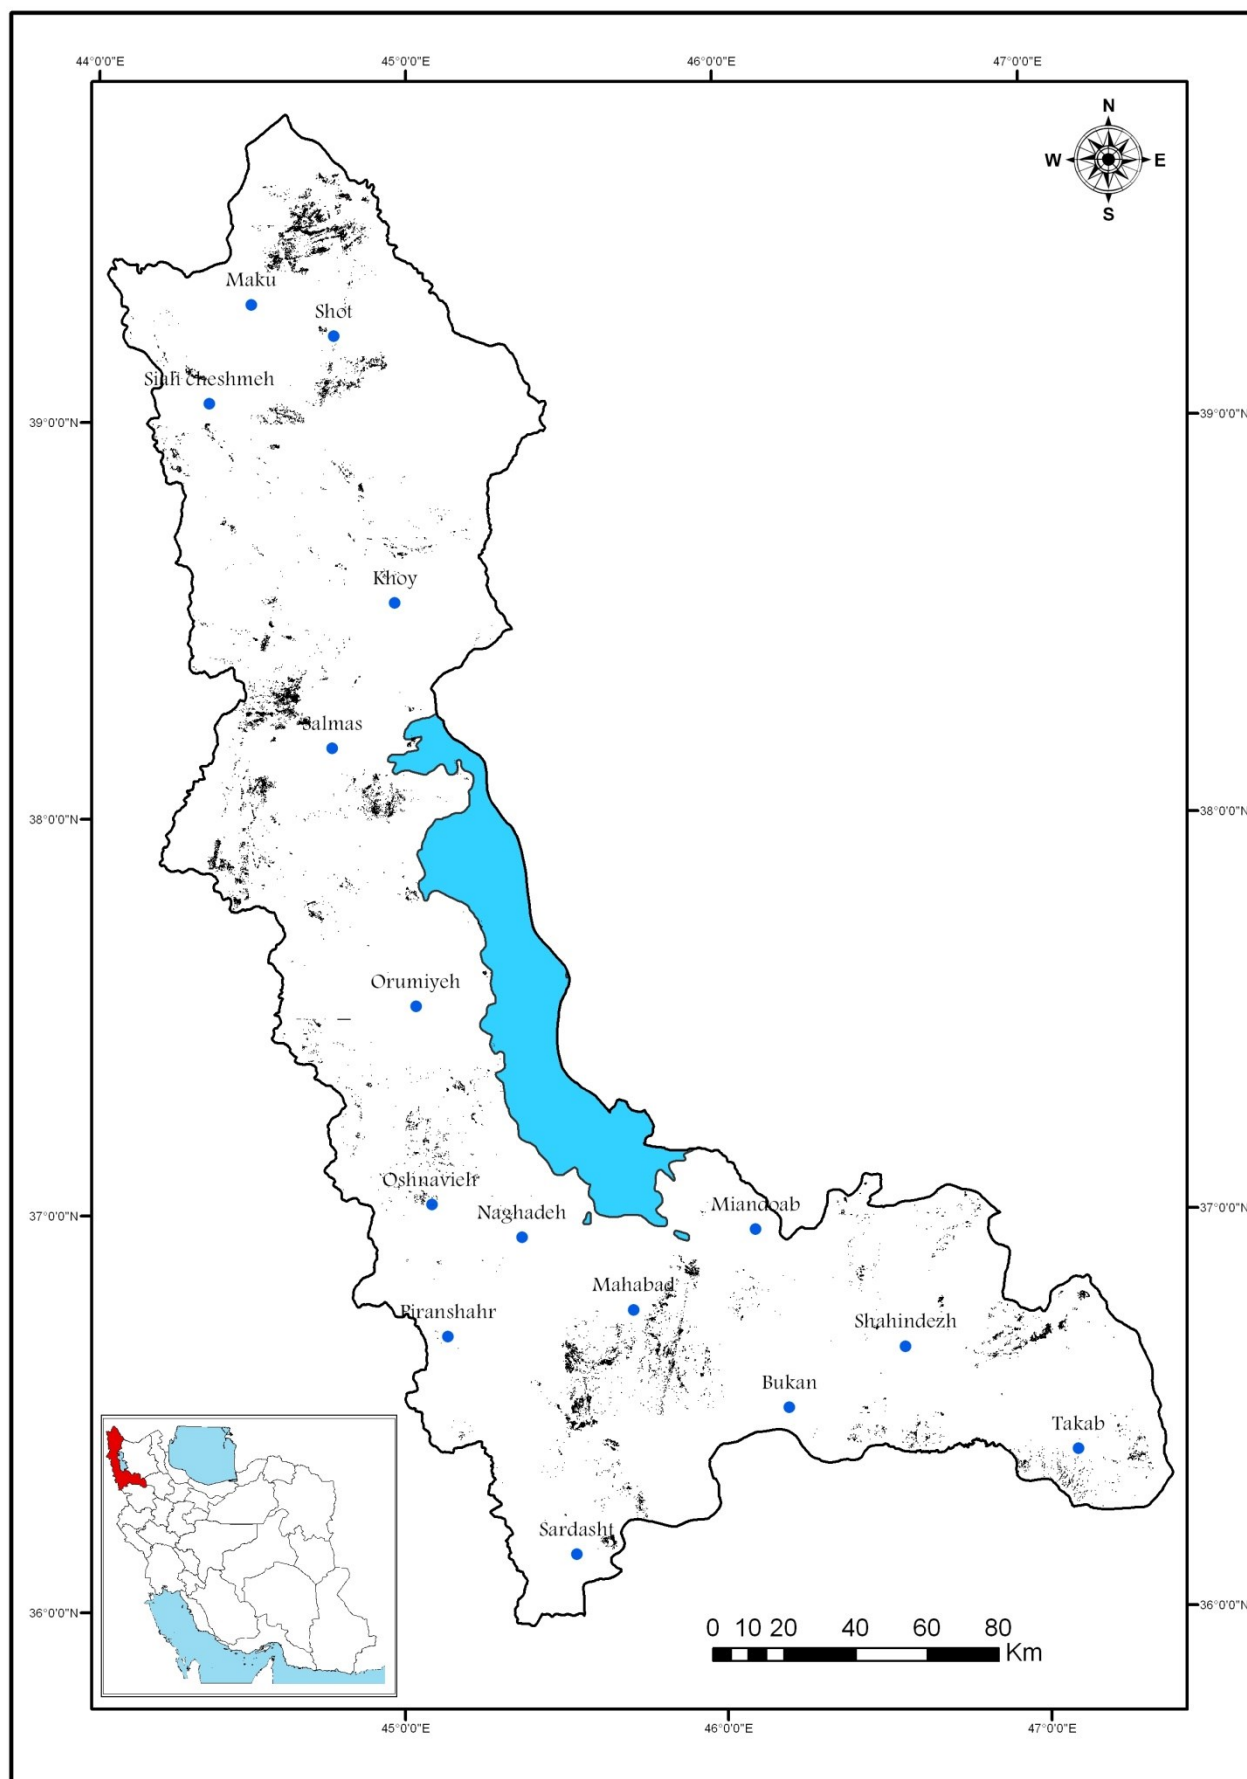 44°0'0"E 45°0'0"E 46°0'0"E 47°0'0"E
N
W E
S
Maku
Shot
Siah cheshmeh
39°0'0"N 39°0'0"N
Khoy
Salmas
38°0'0"N 38°0'0"N
Orumiyeh
Oshnavieh
Naghadeh
Miandoab
37°0'0"N 37°0'0"N
Mahabad
Piranshahr
Shahindezh
Bukan
Takab
Sardasht
36°0'0"N 36°0'0"N
0 10 20 40 60 80
Km
45°0'0"E 46°0'0"E 47°0'0"E